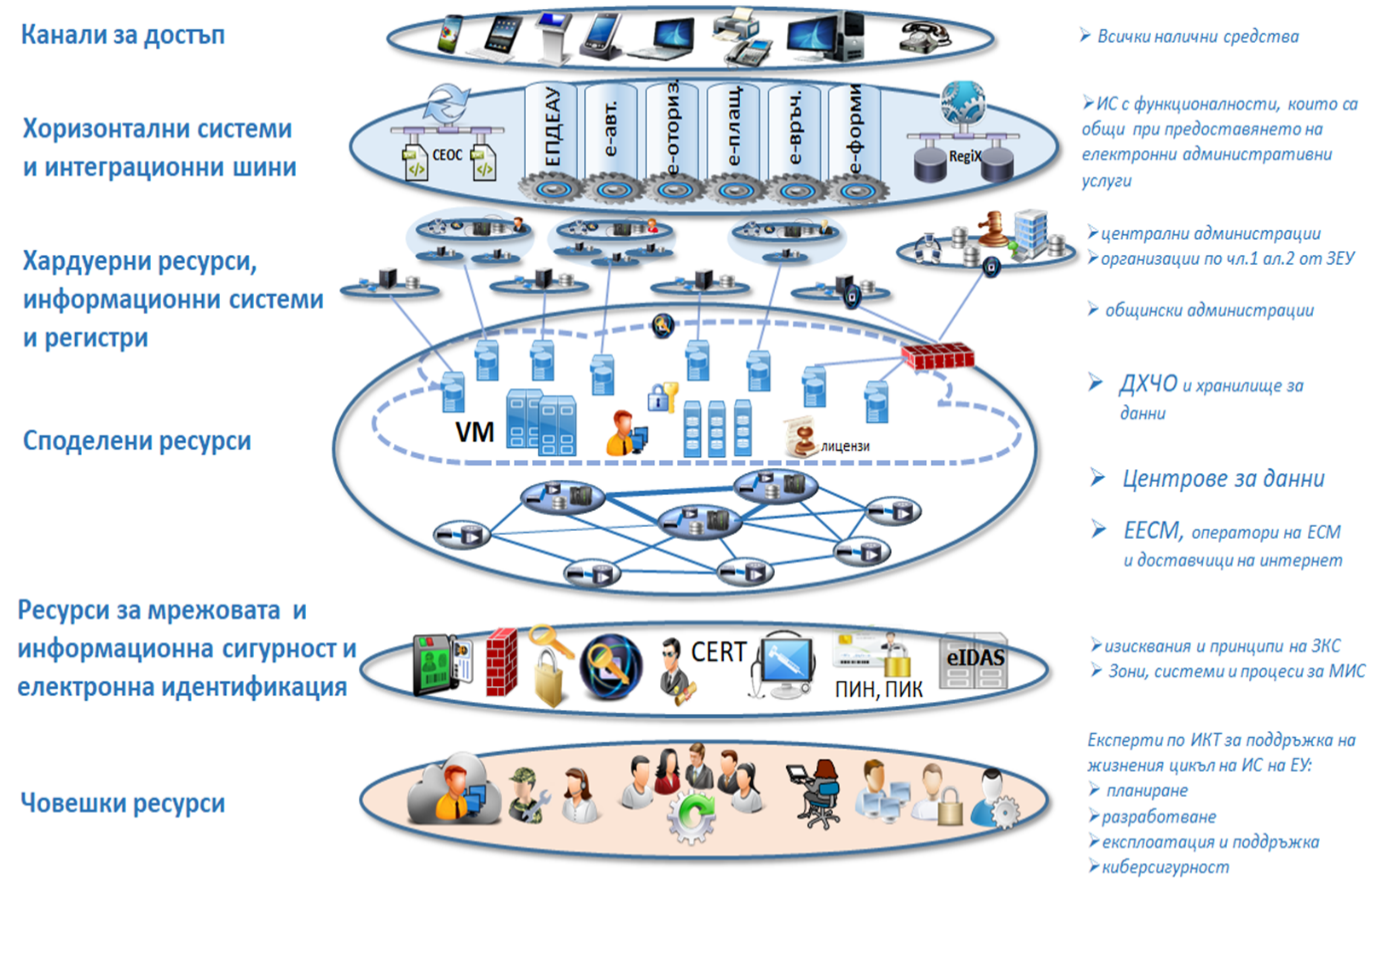 Канали за достъп
➢ Всички налични средства
Хоризонтални системи
и интеграционни шини
СЕОС
ЕПДЕАУ
е-авт.
е-оториз.
е-плащ.
е-връч.
е-форми
RegiX
➢ИС с функционалности, които са
общи при предоставянето на
електронни административни
услуги
Хардуерни ресурси,
информационни системи
и регистри
➢централни администрации
➢организации по чл.1 ал.2 от ЗЕУ
➢ общински администрации
Споделени ресурси
VM
лицензи
➢ ДХЧО и хранилище за
данни
➢ Центрове за данни
➢ ЕЕСМ, оператори на ЕСМ
и доставчици на интернет
Ресурси за мрежовата и
информационна сигурност и
електронна идентификация
CERT
ПИН, ПИК
eIDAS
➢изисквания и принципи на ЗКС
➢ Зони, системи и процеси за МИС
Човешки ресурси
Експерти по ИКТ за поддръжка на
жизнения цикъл на ИС на ЕУ:
➢ планиране
➢разработване
➢експлоатация и поддръжка
➢киберсигурност